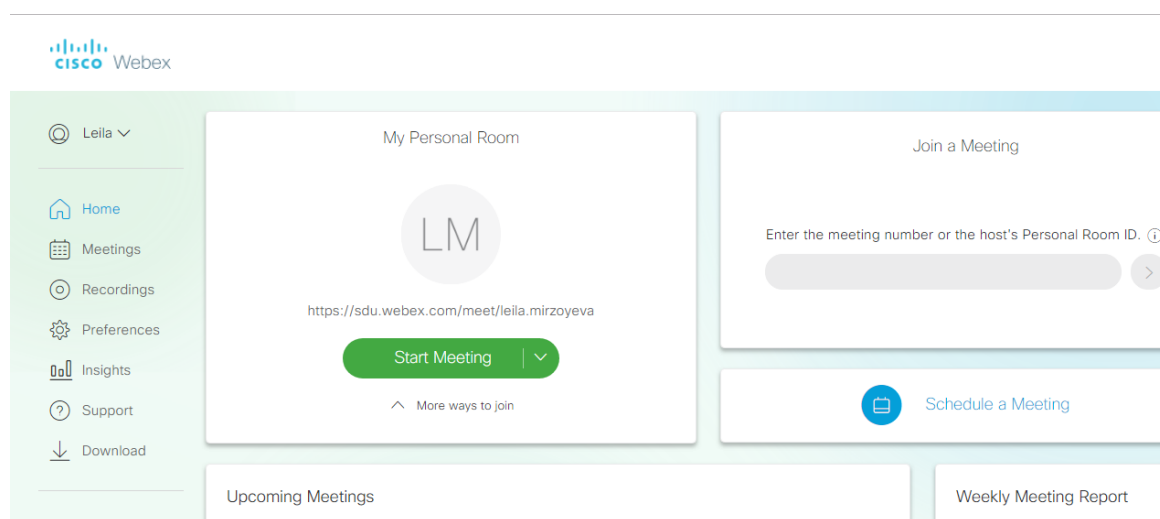 CISCO Webex
Leila
Home
Meetings
Recordings
Preferences
Insights
Support
Download
My Personal Room
LM
https://sdu.webex.com/meet/leila.mirzoyeva
Start Meeting
More ways to join
Join a Meeting
Enter the meeting number or the host's Personal Room ID.
Schedule a Meeting
Upcoming Meetings
Weekly Meeting Report